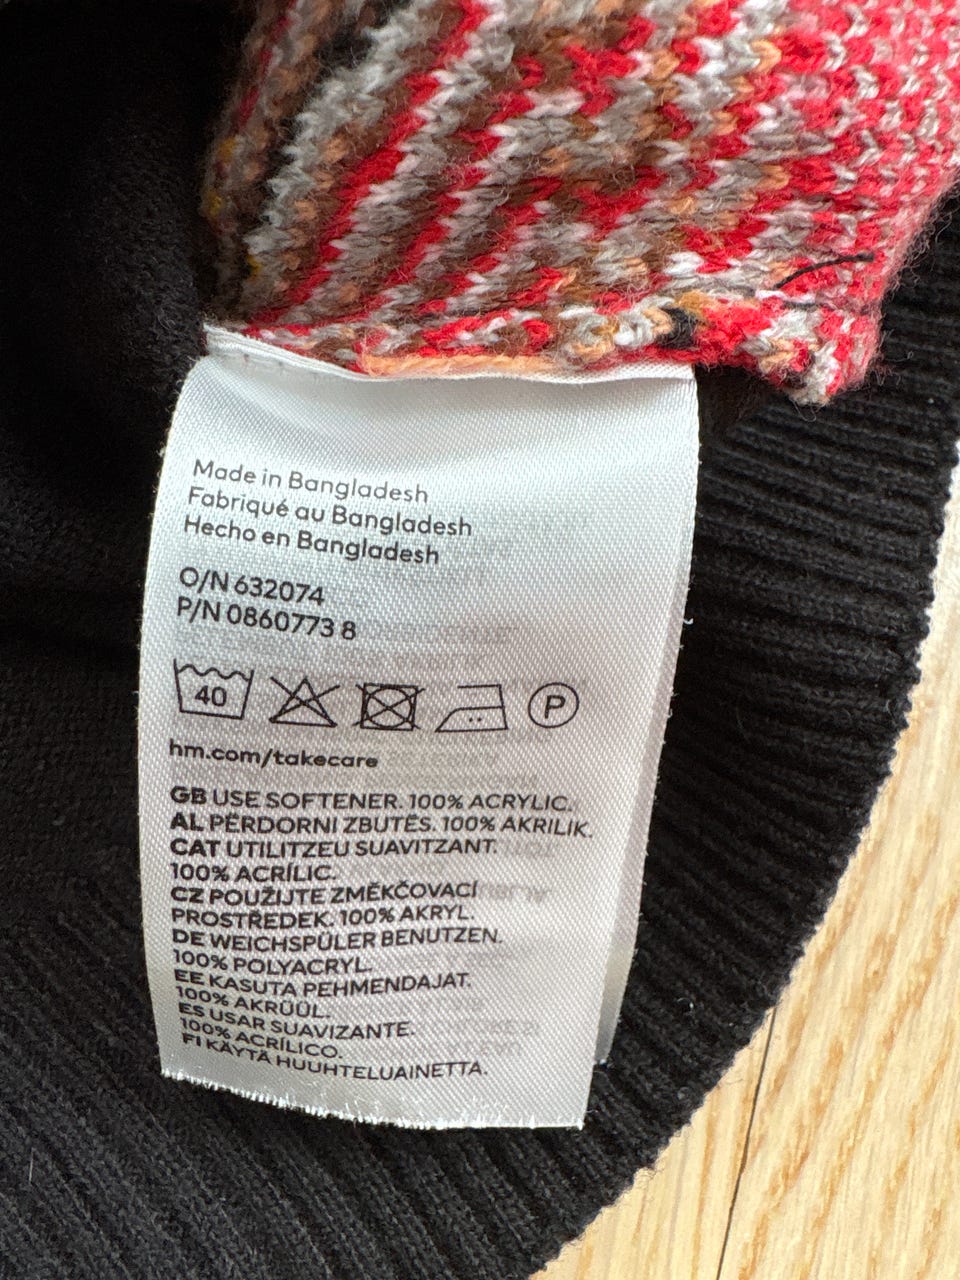 Made in Bangladesh
Fabriqué au Bangladesh
Hecho en Bangladesh
O/N 632074
P/N 0860773 8
40 P
hm.com/takecare
GB USE SOFTENER. 100% ACRYLIC.
AL PËRDORNI ZBUTËS. 100% AKRILIK.
CAT UTILITZEU SUAVITZANT.
100% ACRÍLIC.
CZ POUŽIJTE ZMĚKČOVACÍ
PROSTŘEDEK. 100% AKRYL.
DE WEICHSPÜLER BENUTZEN.
100% POLYACRYL.
EE KASUTA PEHMENDAJAT.
100% AKRÜÜL.
ES USAR SUAVIZANTE.
100% ACRÍLICO.
FI KÄYTÄ HUUHTELUAINETTA.